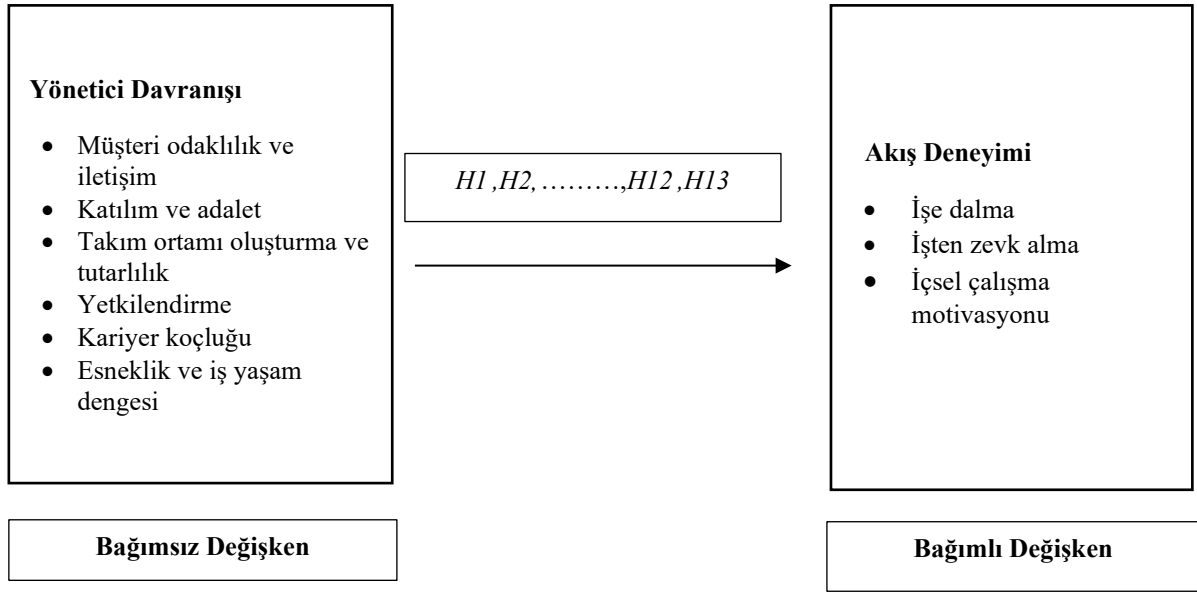 Yönetici Davranışı
• Müşteri odaklılık ve
iletişim
• Katılım ve adalet
• Takım ortamı oluşturma ve
tutarlılık
• Yetkilendirme
• Kariyer koçluğu
• Esneklik ve iş yaşam
dengesi
H1 ,H2, ………,H12 ,H13
Akış Deneyimi
• İşe dalma
• İşten zevk alma
• İçsel çalışma
motivasyonu
Bağımsız Değişken
Bağımlı Değişken